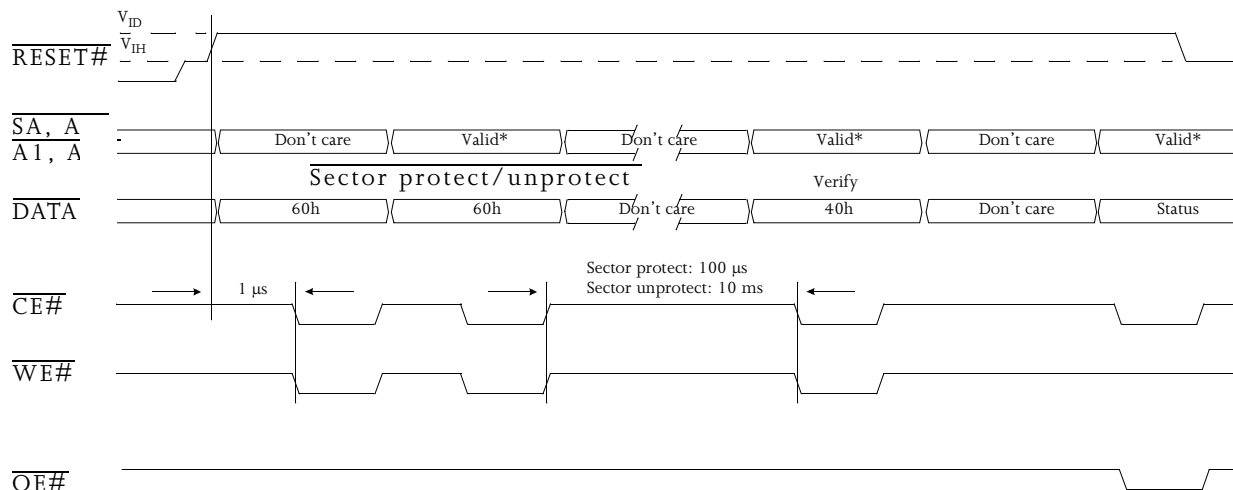 VID
VIH
RESET#
SA, A
A1, A
Don't care
Valid*
Don't care
Valid*
Don't care
Valid*
Sector protect/unprotect
Verify
DATA
60h
60h
Don't care
40h
Don't care
Status
Sector protect: 100 µs
Sector unprotect: 10 ms
1 µs
CE#
WE#
OE#